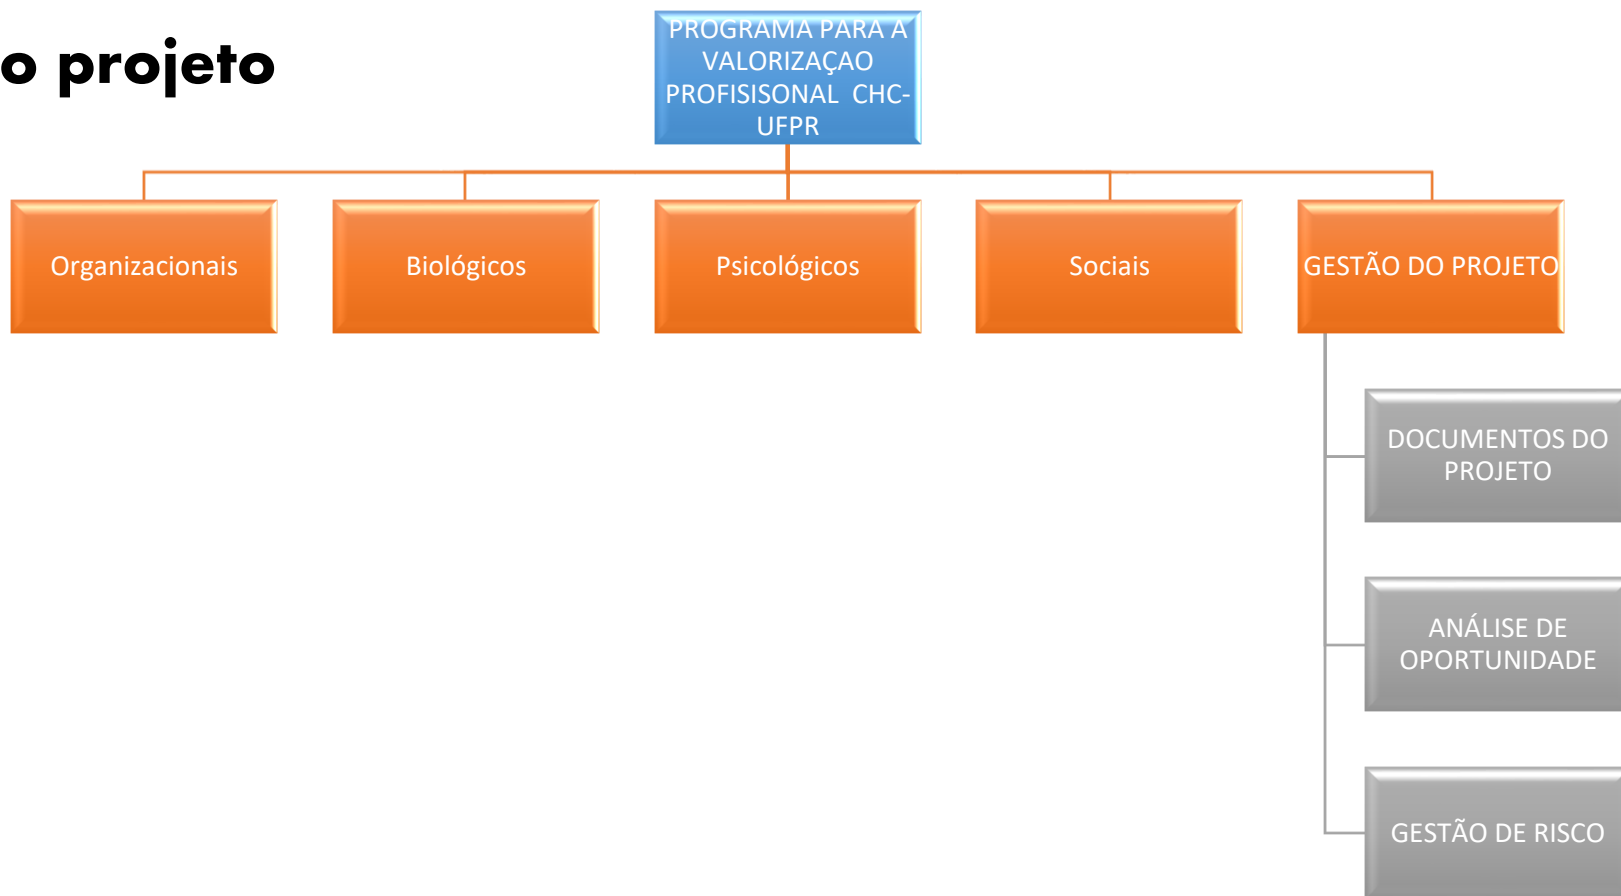 o projeto
PROGRAMA PARA A
VALORIZAÇAO
PROFISISONAL  CHC-
UFPR
Organizacionais
Biológicos
Psicológicos
Sociais
GESTÃO DO PROJETO
DOCUMENTOS DO
PROJETO
ANÁLISE DE
OPORTUNIDADE
GESTÃO DE RISCO